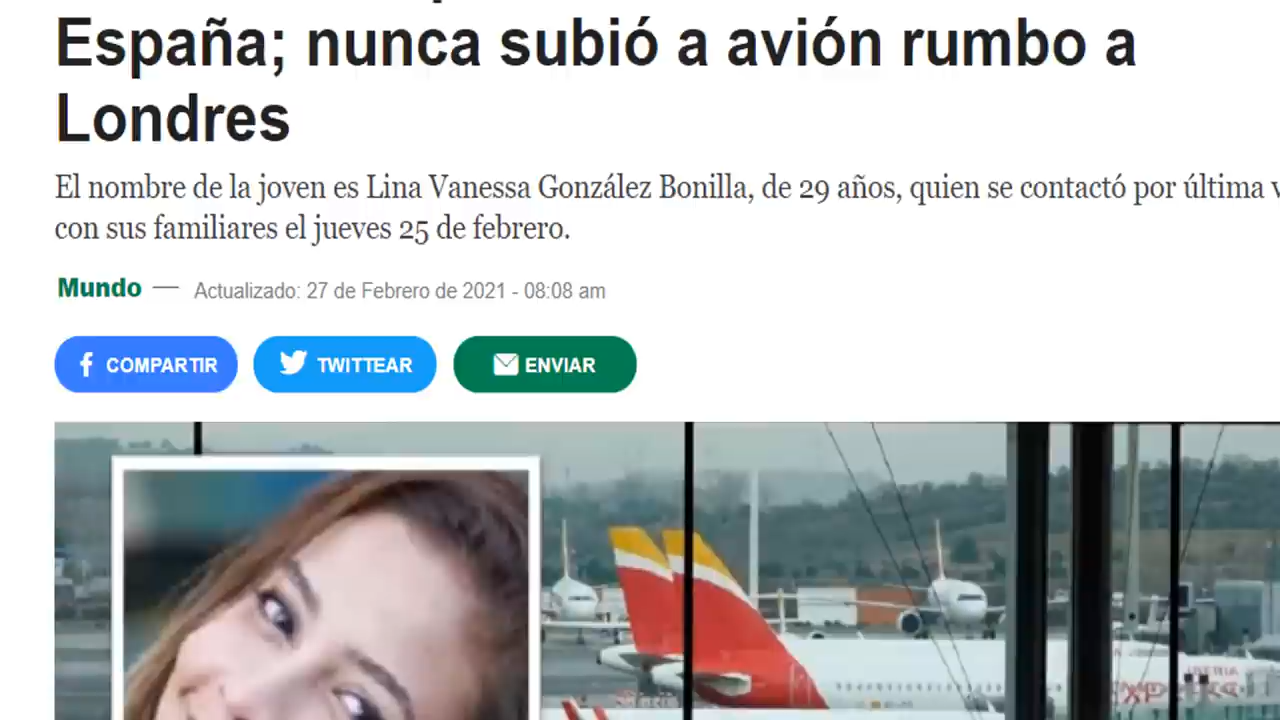 España; nunca subió a avión rumbo a
Londres
El nombre de la joven es Lina Vanessa González Bonilla, de 29 años, quien se contactó por última
con sus familiares el jueves 25 de febrero.
Mundo — Actualizado: 27 de Febrero de 2021 - 08:08 am
COMPARTIR TWITTEAR ENVIAR
IBERIA